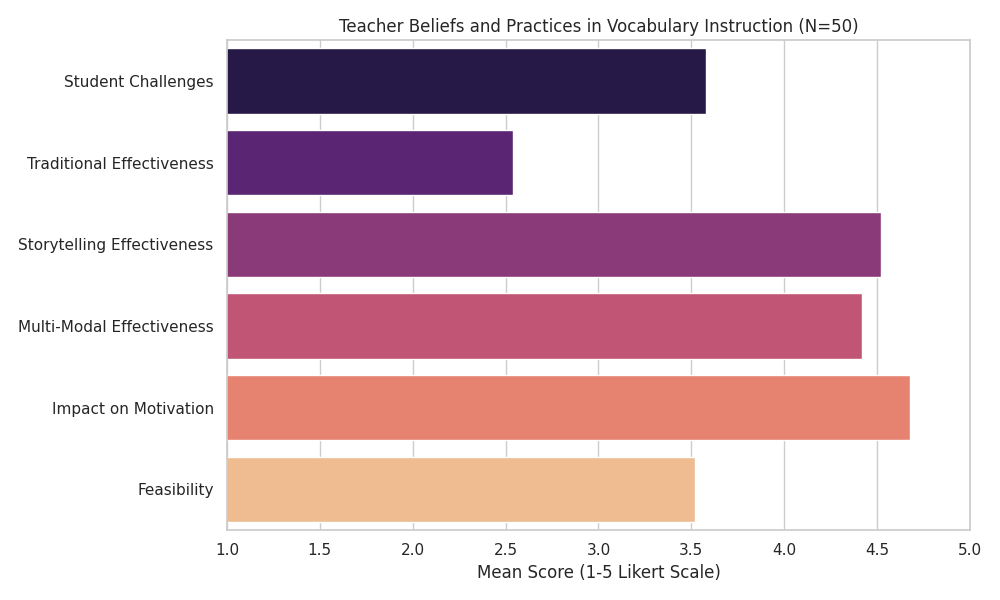 Teacher Beliefs and Practices in Vocabulary Instruction (N=50)
Student Challenges
Traditional Effectiveness
Storytelling Effectiveness
Multi-Modal Effectiveness
Impact on Motivation
Feasibility
1.0 1.5 2.0 2.5 3.0 3.5 4.0 4.5 5.0
Mean Score (1-5 Likert Scale)